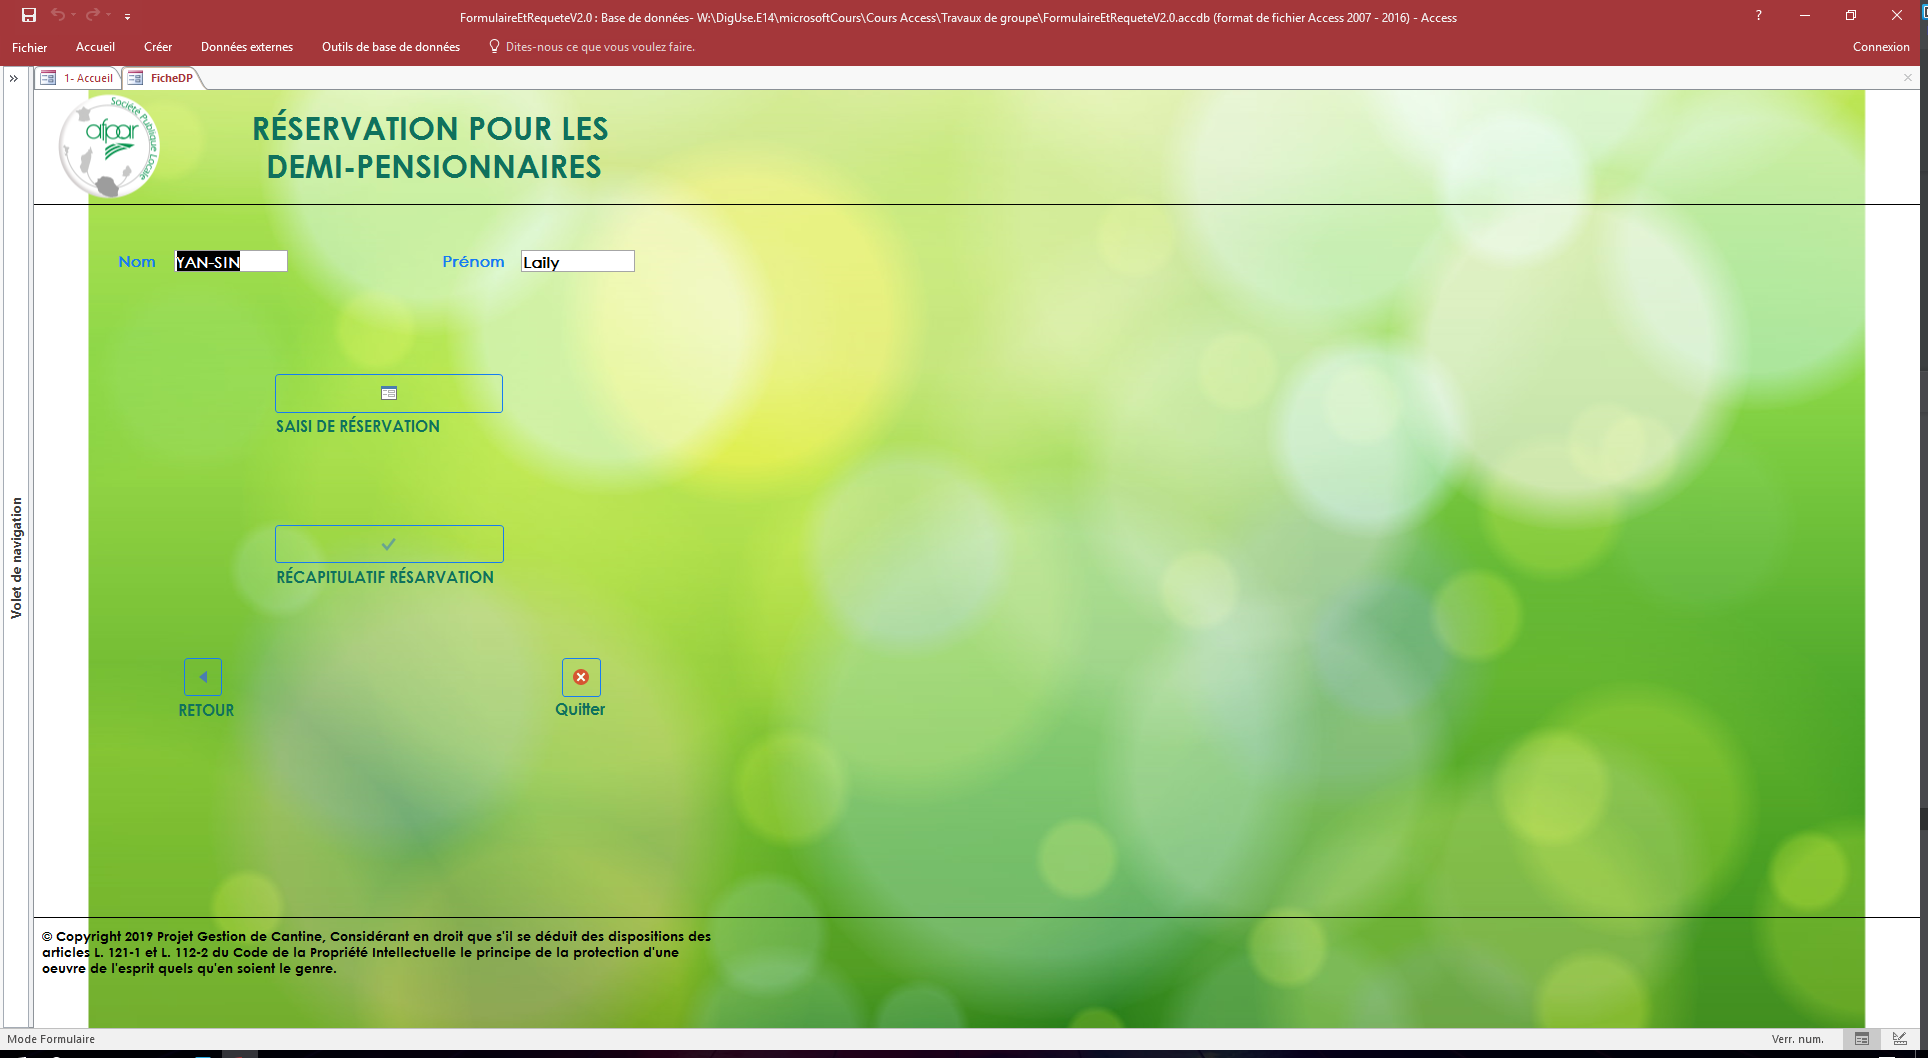 FormulaireEtRequeteV2.0 : Base de données- W:\DigUse.E14\microsoftCours\Cours Access\Travaux de groupe\FormulaireEtRequeteV2.0.accdb (format de fichier Access 2007 - 2016) - Access
?
Fichier Accueil Créer Données externes Outils de base de données Dites-nous ce que vous voulez faire. Connexion
1- Accueil FicheDP
Société Publique Locale
afpar
RÉSERVATION POUR LES
DEMI-PENSIONNAIRES
Nom YAN-SIN Prénom Laily
SAISI DE RÉSERVATION
Volet de navigation
RÉCAPITULATIF RÉSARVATION
RETOUR Quitter
© Copyright 2019 Projet Gestion de Cantine, Considérant en droit que s'il se déduit des dispositions des
articles L. 121-1 et L. 112-2 du Code de la Propriété Intellectuelle le principe de la protection d'une
oeuvre de l'esprit quels qu'en soient le genre.
Mode Formulaire Verr. num.